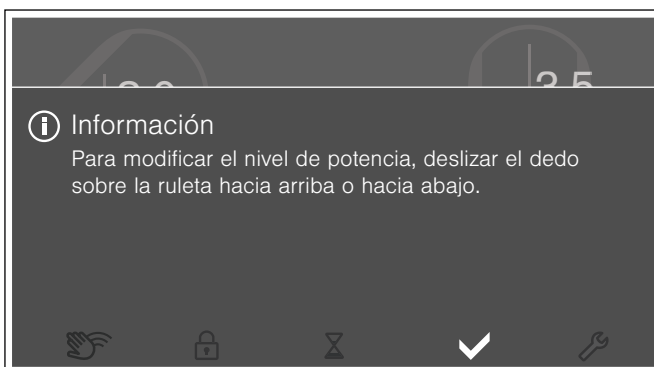 Información
Para modificar el nivel de potencia, deslizar el dedo
sobre la ruleta hacia arriba o hacia abajo.